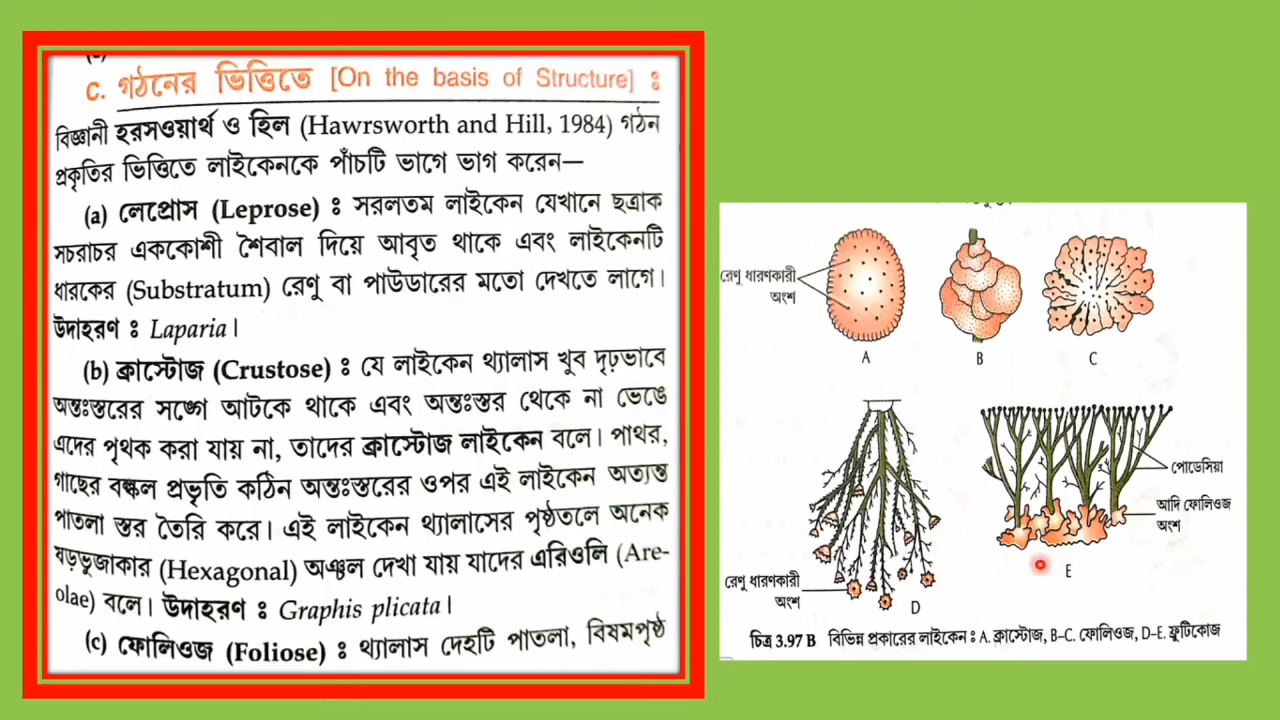 C. গঠনের ভিত্তিতে [On the basis of Structure] ঃ
বিজ্ঞানী হরসওয়ার্থ ও হিল (Hawrsworth and Hill, 1984) গঠন
প্রকৃতির ভিত্তিতে লাইকেনকে পাঁচটি ভাগে ভাগ করেন—
(a) লেপ্রোস (Leprose) ঃ সরলতম লাইকেন যেখানে ছত্রাক
সচরাচর এককোশী শৈবাল দিয়ে আবৃত থাকে এবং লাইকেনটি
ধারকের (Substratum) রেণু বা পাউডারের মতো দেখতে লাগে।
উদাহরণ ঃ Laparia।
(b) ক্রাস্টোজ (Crustose) ঃ যে লাইকেন থ্যালাস খুব দৃঢ়ভাবে
অন্তঃস্তরের সঙ্গে আটকে থাকে এবং অন্তঃস্তর থেকে না ভেঙে
এদের পৃথক করা যায় না, তাদের ক্রাস্টোজ লাইকেন বলে। পাথর,
গাছের বল্কল প্রভৃতি কঠিন অন্তঃস্তরের ওপর এই লাইকেন অত্যন্ত
পাতলা স্তর তৈরি করে। এই লাইকেন থ্যালাসের পৃষ্ঠতলে অনেক
ষড়ভুজাকার (Hexagonal) অঞ্চল দেখা যায় যাদের এরিওলি (Are-
olae) বলে। উদাহরণ ঃ Graphis plicata।
(c) ফোলিওজ (Foliose) ঃ থ্যালাস দেহটি পাতলা, বিষমপৃষ্ঠ
রেণু ধারণকারী
অংশ
A
B
C
পোডেসিয়া
আদি ফোলিওজ
অংশ
রেণু ধারণকারী
অংশ
D
E
চিত্র 3.97 B বিভিন্ন প্রকারের লাইকেন ঃ A. ক্রাস্টোজ, B–C. ফোলিওজ, D–E. ফ্রুটিকোজ